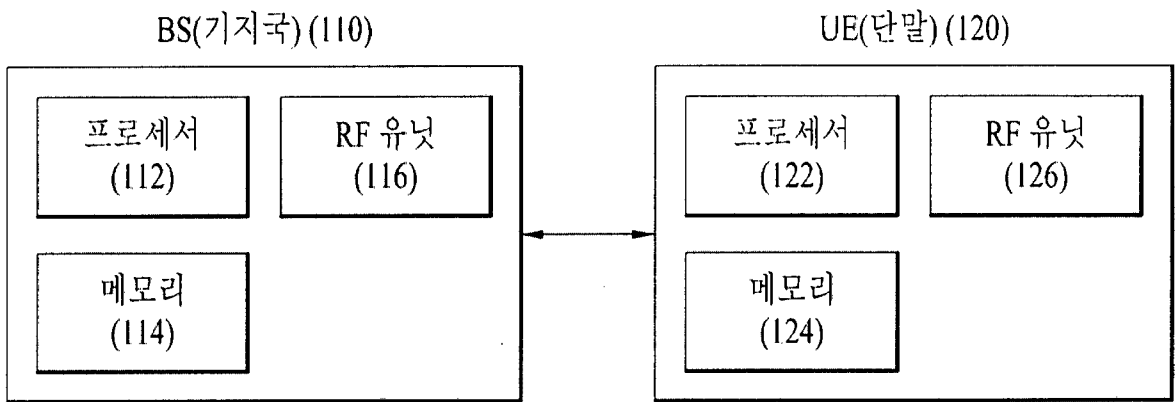 BS(기지국) (110)
UE(단말) (120)
프로세서
(112)
RF 유닛
(116)
메모리
(114)
프로세서
(122)
RF 유닛
(126)
메모리
(124)